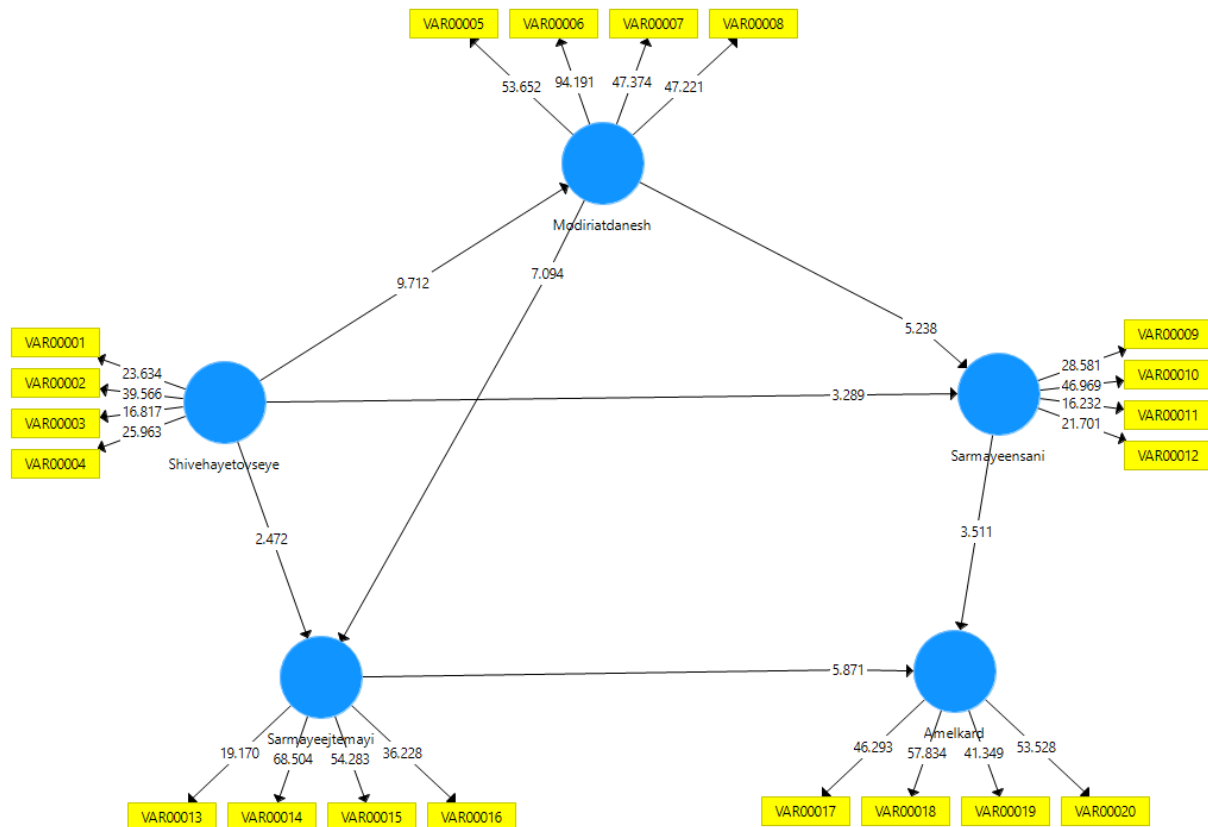 VAR00005 VAR00006 VAR00007 VAR00008
53.652 94.191 47.374 47.221
Modiriatdanesh
9.712 7.094 5.238
VAR00001
VAR00002
VAR00003
VAR00004
23.634
39.566
16.817
25.963
Shivehayetovseye
3.289
28.581
46.969
16.232
21.701
VAR00009
VAR00010
VAR00011
VAR00012
Sarmayeensani
2.472 3.511
5.871
Sarmayeejtemayi
19.170 68.504 54.283 36.228
VAR00013 VAR00014 VAR00015 VAR00016
Amelkard
46.293 57.834 41.349 53.528
VAR00017 VAR00018 VAR00019 VAR00020